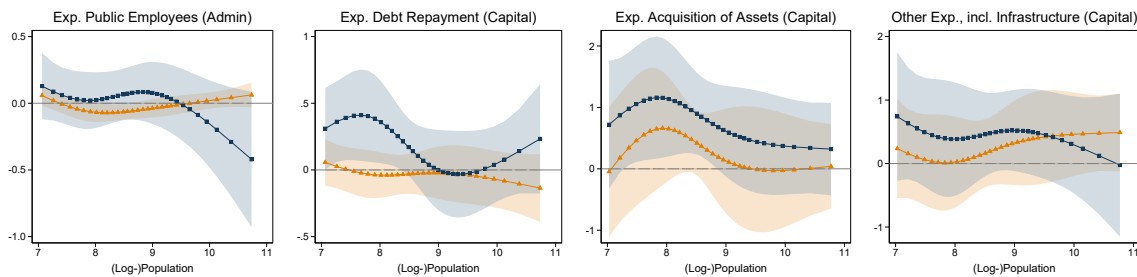 Exp. Public Employees (Admin)
0.5
0.0
-0.5
-1.0
7 8 9 10 11
(Log-)Population
Exp. Debt Repayment (Capital)
1
.5
0
-.5
7 8 9 10 11
(Log-)Population
Exp. Acquisition of Assets (Capital)
2
1
0
-1
7 8 9 10 11
(Log-)Population
Other Exp., incl. Infrastructure (Capital)
2
1
0
-1
7 8 9 10 11
(Log-)Population